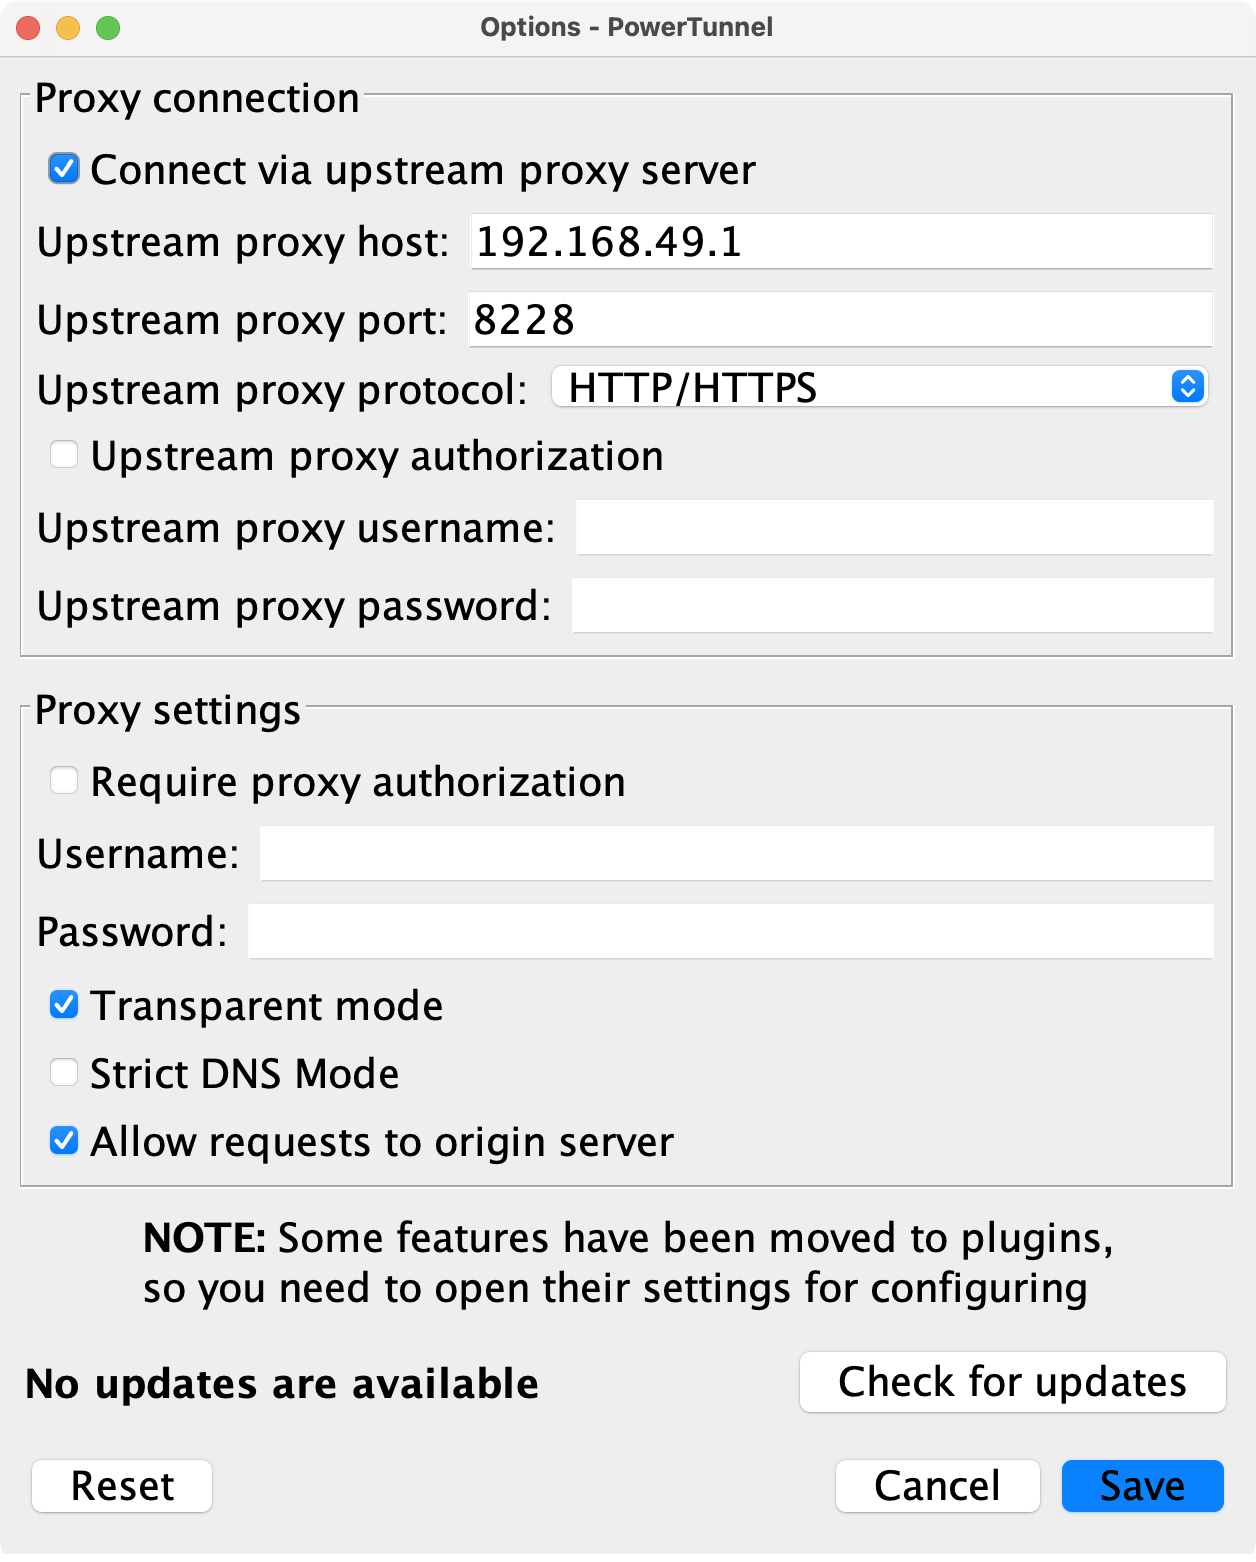 Options - PowerTunnel
Proxy connection
Connect via upstream proxy server
Upstream proxy host: 192.168.49.1
Upstream proxy port: 8228
Upstream proxy protocol: HTTP/HTTPS
Upstream proxy authorization
Upstream proxy username:
Upstream proxy password:
Proxy settings
Require proxy authorization
Username:
Password:
Transparent mode
Strict DNS Mode
Allow requests to origin server
NOTE: Some features have been moved to plugins,
so you need to open their settings for configuring
No updates are available Check for updates
Reset Cancel Save